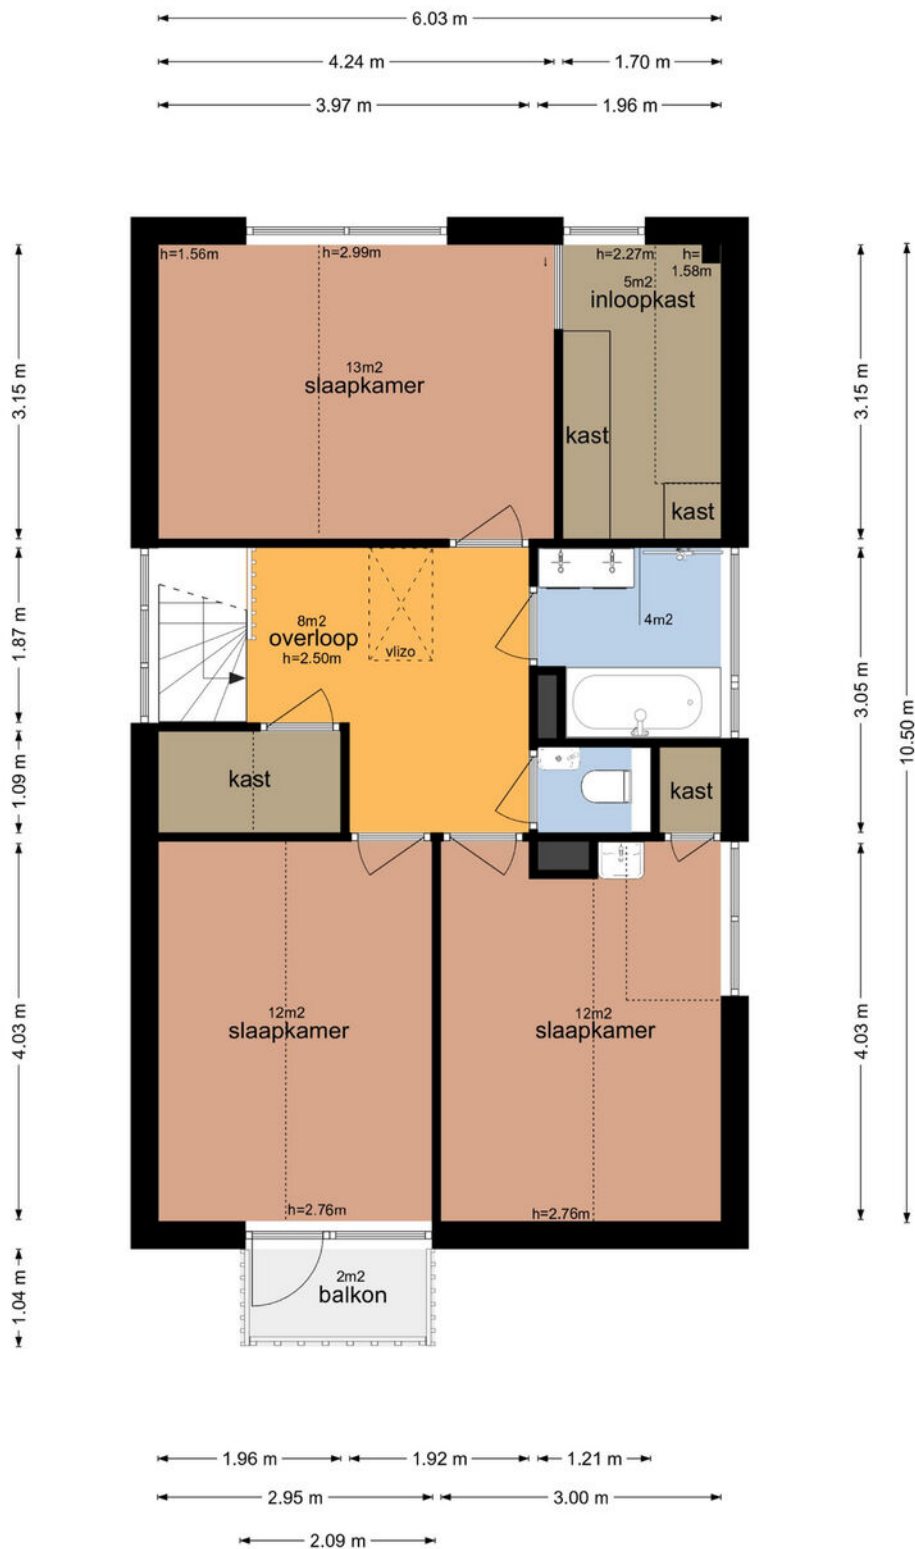 6.03 m
4.24 m
1.70 m
3.97 m
1.96 m
h=1.56m
h=2.99m
↓
h=2.27m
h=
1.58m
5m2
inloopkast
13m2
slaapkamer
kast
kast
3.15 m
3.15 m
8m2
overloop
h=2.50m
vlizo
4m2
1.87 m
3.05 m
10.50 m
kast
kast
1.09 m
12m2
slaapkamer
12m2
slaapkamer
4.03 m
4.03 m
h=2.76m
h=2.76m
2m2
balkon
1.04 m
1.96 m
1.92 m
1.21 m
2.95 m
3.00 m
2.09 m